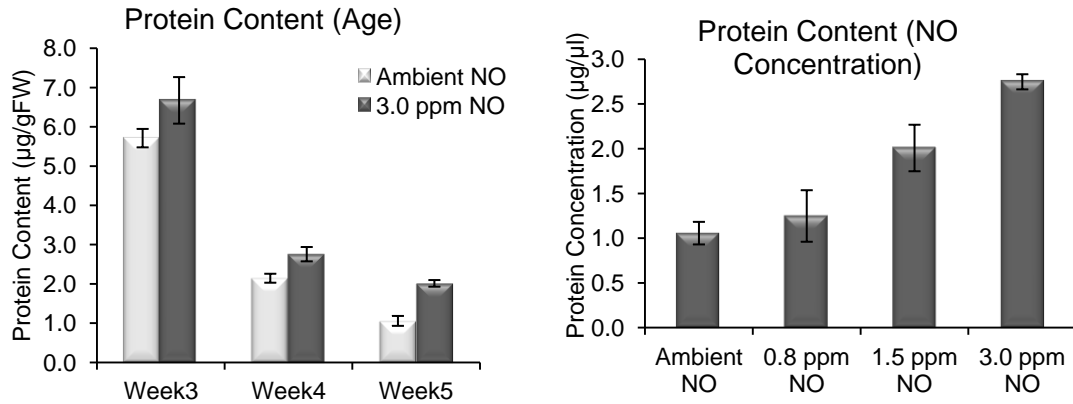 Protein Content (Age)
Protein Content (µg/gFW)
8.0
7.0
6.0
5.0
4.0
3.0
2.0
1.0
0.0
Ambient NO
3.0 ppm NO
Week3 Week4 Week5
Protein Content (NO
Concentration)
Protein Concentration (µg/µl)
3.0
2.5
2.0
1.5
1.0
0.5
0.0
Ambient 0.8 ppm 1.5 ppm 3.0 ppm
NO NO NO NO